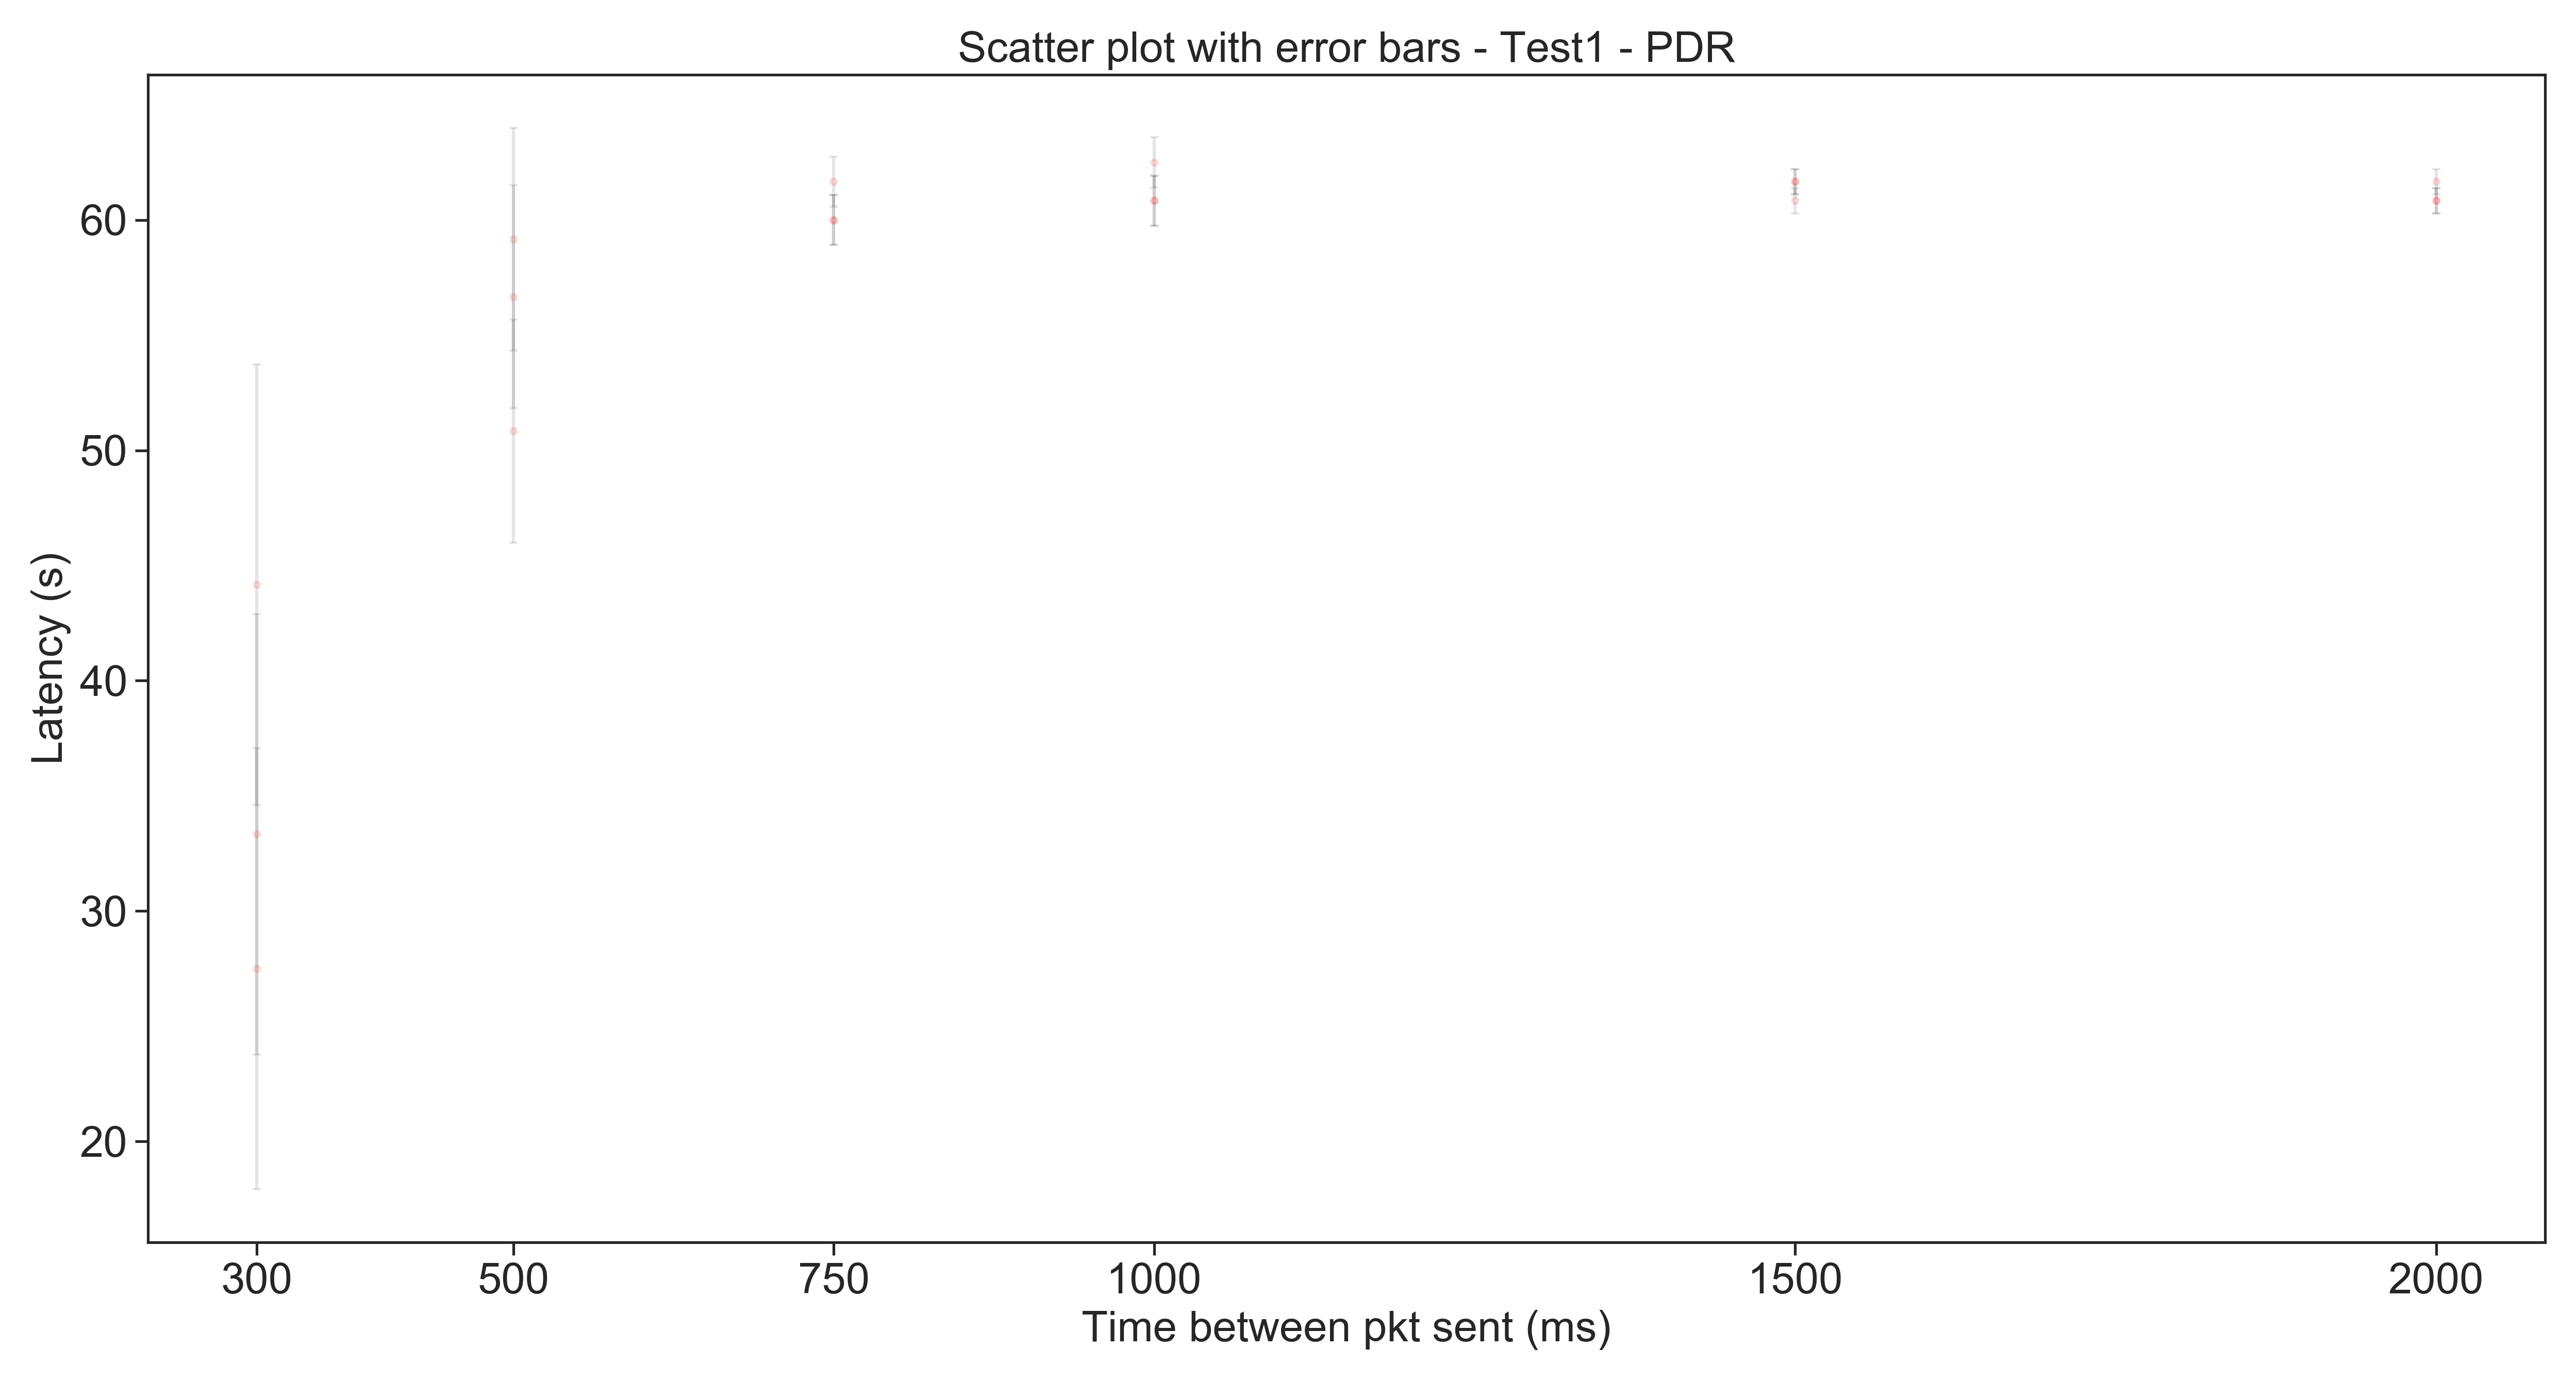 Scatter plot with error bars - Test1 - PDR
Latency (s)
60
50
40
30
20
300 500 750 1000 1500 2000
Time between pkt sent (ms)